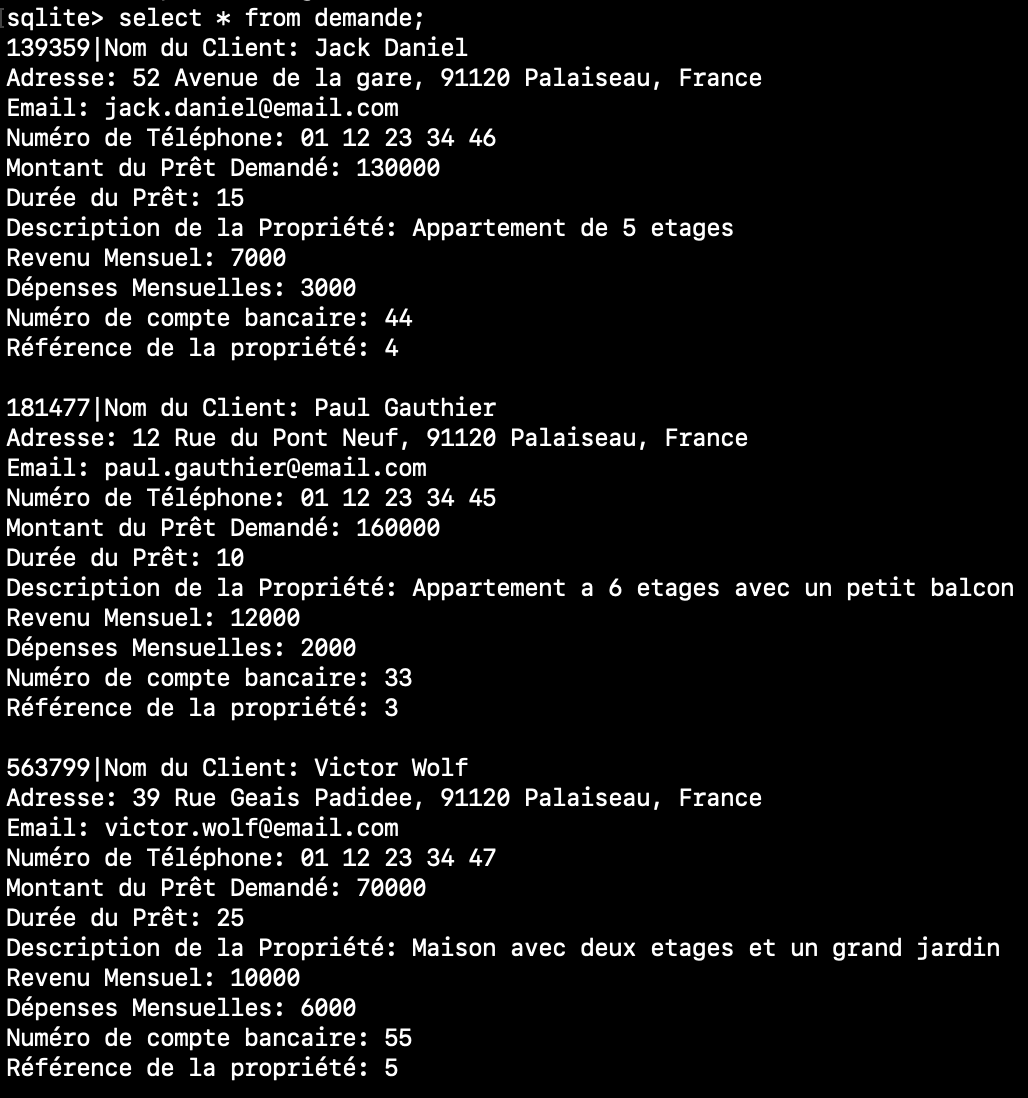 sqlite> select * from demande;
139359|Nom du Client: Jack Daniel
Adresse: 52 Avenue de la gare, 91120 Palaiseau, France
Email: jack.daniel@email.com
Numéro de Téléphone: 01 12 23 34 46
Montant du Prêt Demandé: 130000
Durée du Prêt: 15
Description de la Propriété: Appartement de 5 etages
Revenu Mensuel: 7000
Dépenses Mensuelles: 3000
Numéro de compte bancaire: 44
Référence de la propriété: 4
181477|Nom du Client: Paul Gauthier
Adresse: 12 Rue du Pont Neuf, 91120 Palaiseau, France
Email: paul.gauthier@email.com
Numéro de Téléphone: 01 12 23 34 45
Montant du Prêt Demandé: 160000
Durée du Prêt: 10
Description de la Propriété: Appartement a 6 etages avec un petit balcon
Revenu Mensuel: 12000
Dépenses Mensuelles: 2000
Numéro de compte bancaire: 33
Référence de la propriété: 3
563799|Nom du Client: Victor Wolf
Adresse: 39 Rue Geais Padidee, 91120 Palaiseau, France
Email: victor.wolf@email.com
Numéro de Téléphone: 01 12 23 34 47
Montant du Prêt Demandé: 70000
Durée du Prêt: 25
Description de la Propriété: Maison avec deux etages et un grand jardin
Revenu Mensuel: 10000
Dépenses Mensuelles: 6000
Numéro de compte bancaire: 55
Référence de la propriété: 5